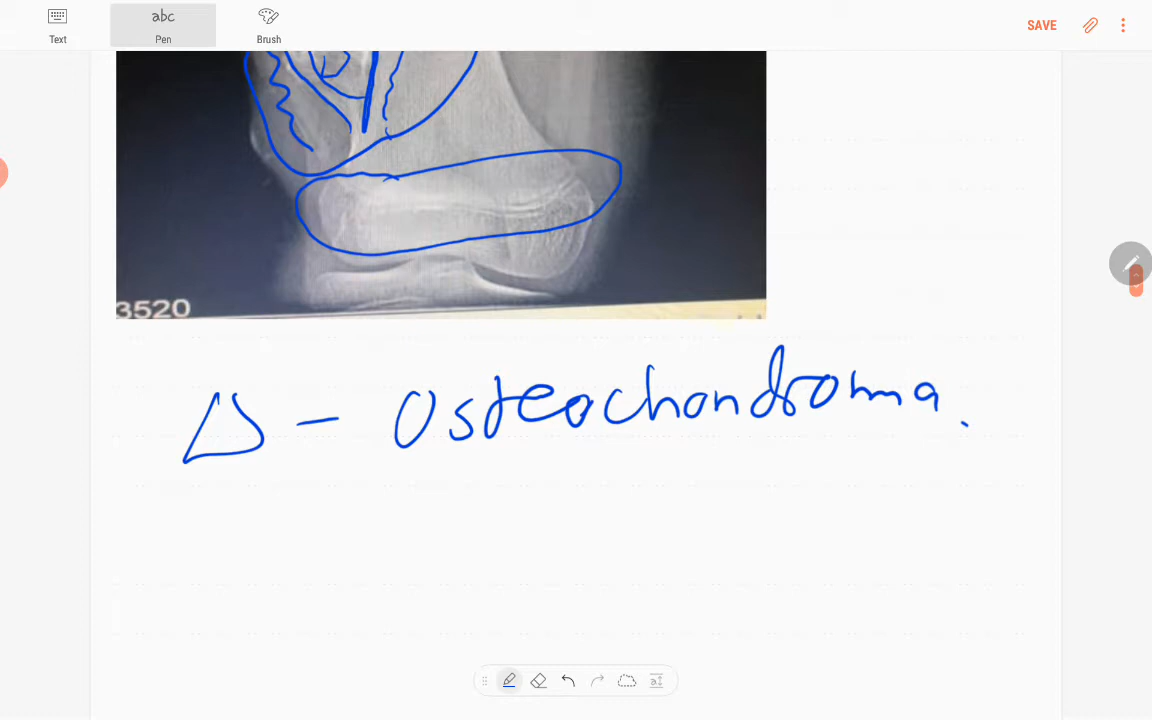 abc
Text
Pen
Brush
SAVE
3520
Δ – Osteochondroma.